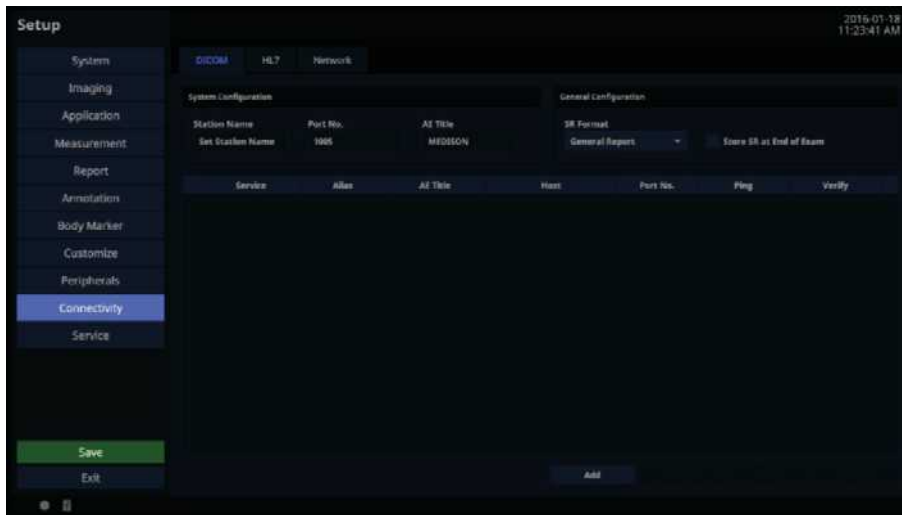 Setup
2016-01-18
11:23:41 AM
System
Imaging
Application
Measurement
Report
Annotation
Body Marker
Customize
Peripherals
Connectivity
Service
Save
Exit
DICOM HL7 Network
System Configuration
General Configuration
Station Name Port No. AE Title
Set Station Name 1005 MEDISON
SR Format
General Report
Store SR at End of Exam
Service Alias AE Title Host Port No. Ping Verify
Add